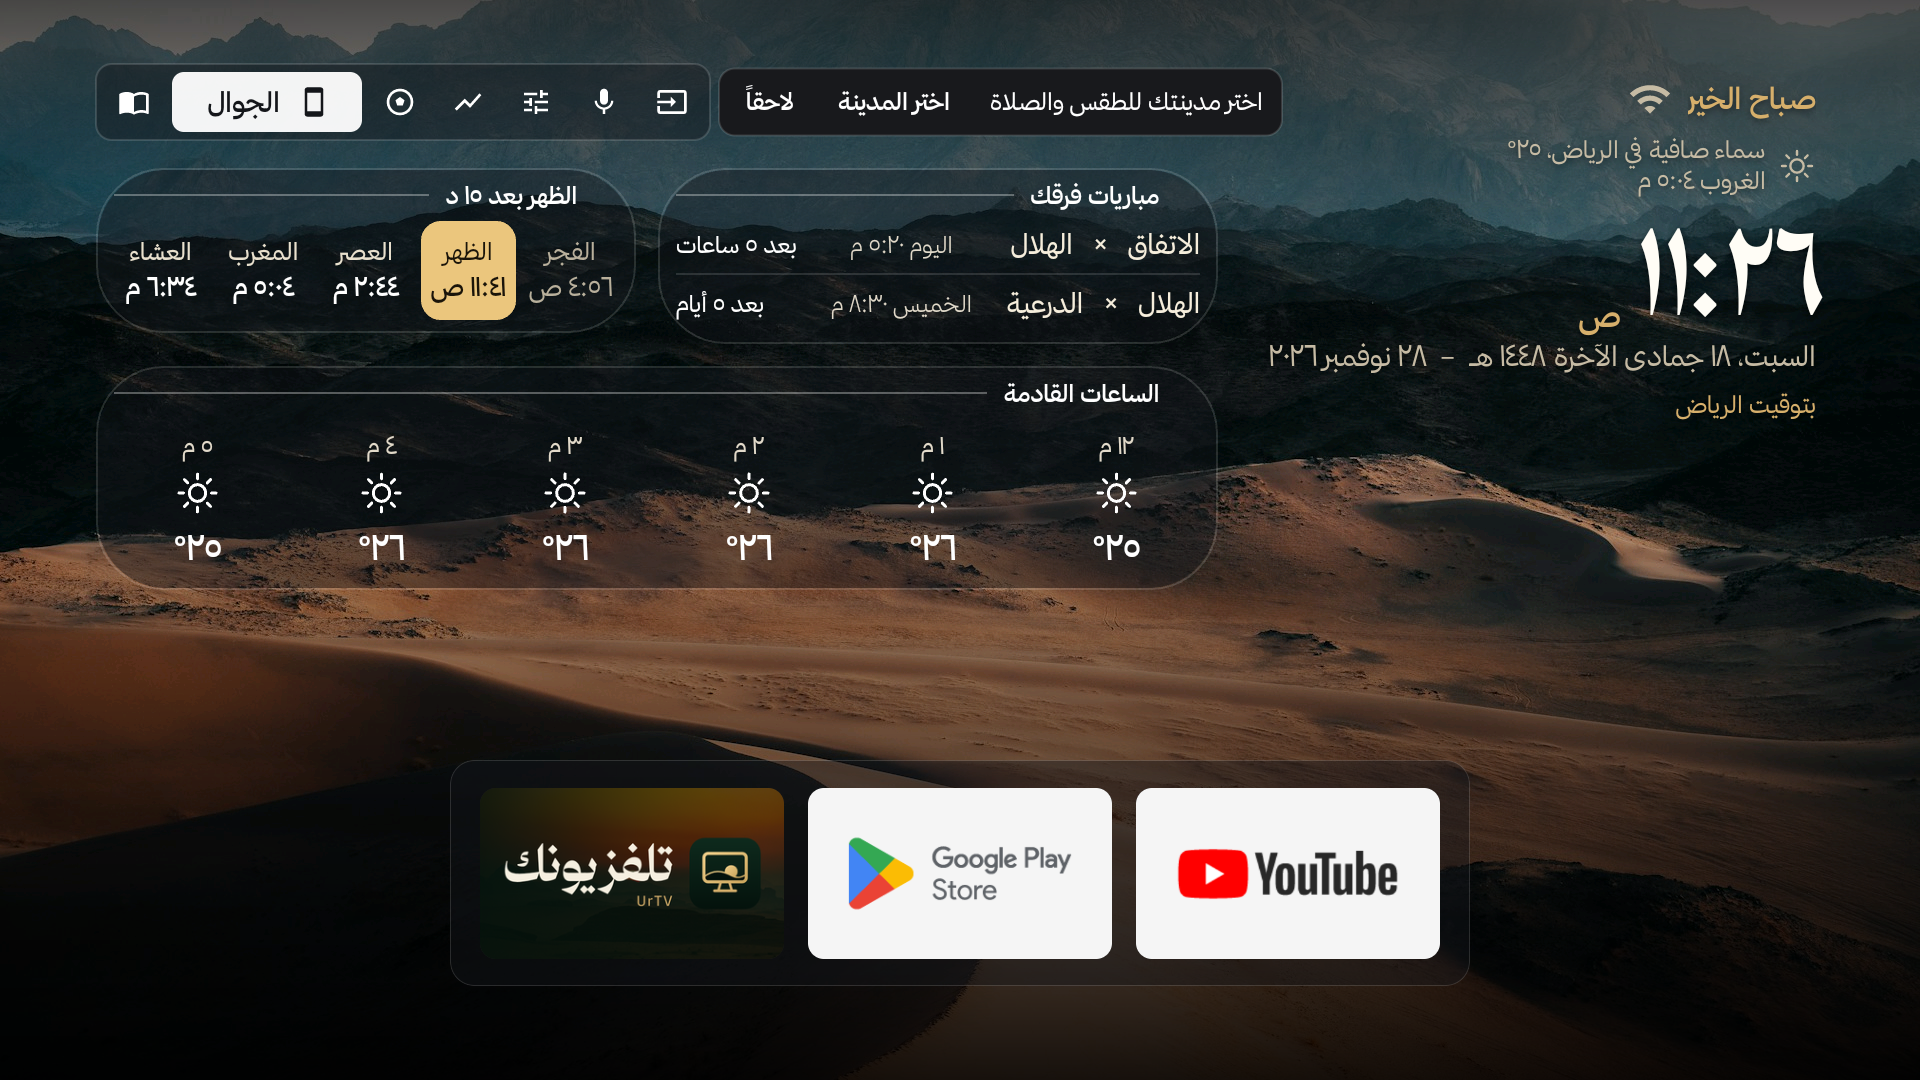 صباح الخير
سماء صافية في الرياض، ٢٥°
الغروب ٥:٠٤ م
١١:٢٦ ص
السبت، ١٨ جمادى الآخرة ١٤٤٨ هـ – ٢٨ نوفمبر ٢٠٢٦
بتوقيت الرياض
اختر مدينتك للطقس والصلاة اختر المدينة لاحقاً
الجوال
مباريات فرقك
الاتفاق × الهلال اليوم ٥:٢٠ م بعد ٥ ساعات
الهلال × الدرعية الخميس ٨:٣٠ م بعد ٥ أيام
الظهر بعد ١٥ د
الفجر الظهر العصر المغرب العشاء
٤:٥٦ ص ١١:٤١ ص ٢:٤٤ م ٥:٠٤ م ٦:٣٤ م
الساعات القادمة
١٢ م ١ م ٢ م ٣ م ٤ م ٥ م
٢٥° ٢٦° ٢٦° ٢٦° ٢٦° ٢٥°
YouTube
Google Play
Store
تلفزيونك
UrTV